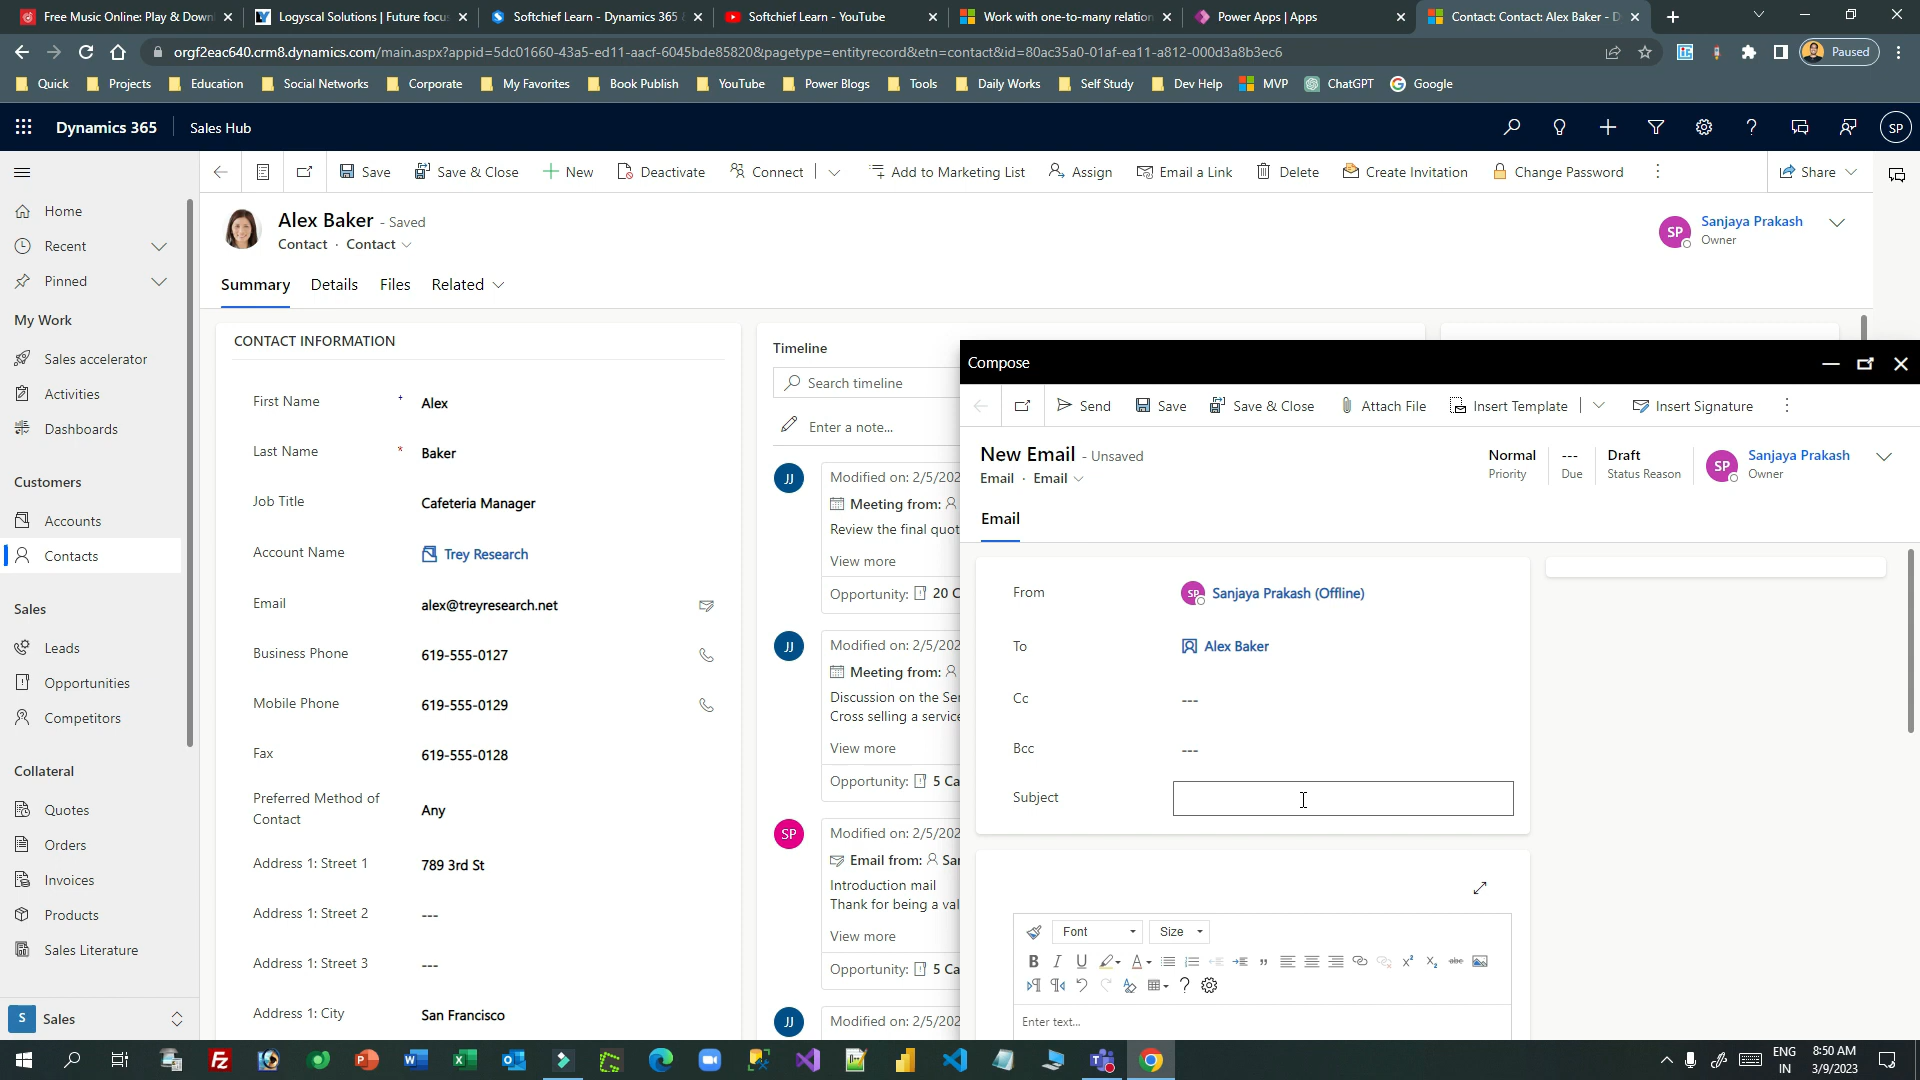 Free Music Online: Play & Down
Logyscal Solutions | Future focus
Softchief Learn - Dynamics 365 &
Softchief Learn - YouTube
Work with one-to-many relation
Power Apps | Apps
Contact: Contact: Alex Baker - D
orgf2eac640.crm8.dynamics.com/main.aspx?appid=5dc01660-43a5-ed11-aacf-6045bde85820&pagetype=entityrecord&etn=contact&id=80ac35a0-01af-ea11-a812-000d3a8b3ec6
Paused
Quick
Projects
Education
Social Networks
Corporate
My Favorites
Book Publish
YouTube
Power Blogs
Tools
Daily Works
Self Study
Dev Help
MVP
ChatGPT
Google
Dynamics 365
Sales Hub
SP
Save
Save & Close
New
Deactivate
Connect
Add to Marketing List
Assign
Email a Link
Delete
Create Invitation
Change Password
Share
Home
Recent
Pinned
My Work
Sales accelerator
Activities
Dashboards
Customers
Accounts
Contacts
Sales
Leads
Opportunities
Competitors
Collateral
Quotes
Orders
Invoices
Products
Sales Literature
S Sales
Alex Baker - Saved
Contact · Contact
SP
Sanjaya Prakash
Owner
Summary
Details
Files
Related
CONTACT INFORMATION
First Name + Alex
Last Name * Baker
Job Title Cafeteria Manager
Account Name Trey Research
Email alex@treyresearch.net
Business Phone 619-555-0127
Mobile Phone 619-555-0129
Fax 619-555-0128
Preferred Method of
Contact
Any
Address 1: Street 1 789 3rd St
Address 1: Street 2 ---
Address 1: Street 3 ---
Address 1: City San Francisco
Timeline
Search timeline
Enter a note...
JJ
Modified on: 2/5/202
Meeting from:
Review the final quot
View more
Opportunity: 20 C
JJ
Modified on: 2/5/202
Meeting from:
Discussion on the Ser
Cross selling a service
View more
Opportunity: 5 Ca
SP
Modified on: 2/5/202
Email from: Sa
Introduction mail
Thank for being a val
View more
Opportunity: 5 Ca
JJ
Modified on: 2/5/202
Compose
Send
Save
Save & Close
Attach File
Insert Template
Insert Signature
New Email - Unsaved
Email · Email
Normal
Priority
---
Due
Draft
Status Reason
SP
Sanjaya Prakash
Owner
Email
From SP Sanjaya Prakash (Offline)
To Alex Baker
Cc ---
Bcc ---
Subject
Font
Size
B I U A
Enter text...
ENG
IN
8:50 AM
3/9/2023